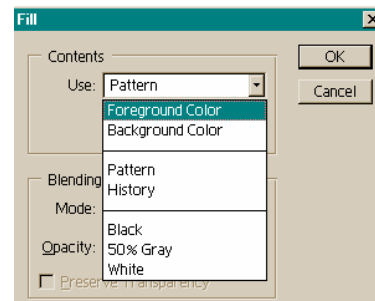 Fill
Contents
OK
Use: Pattern
Cancel
Foreground Color
Background Color
Pattern
Blending
History
Mode:
Black
Opacity: 50% Gray
White
Preserve Transparency